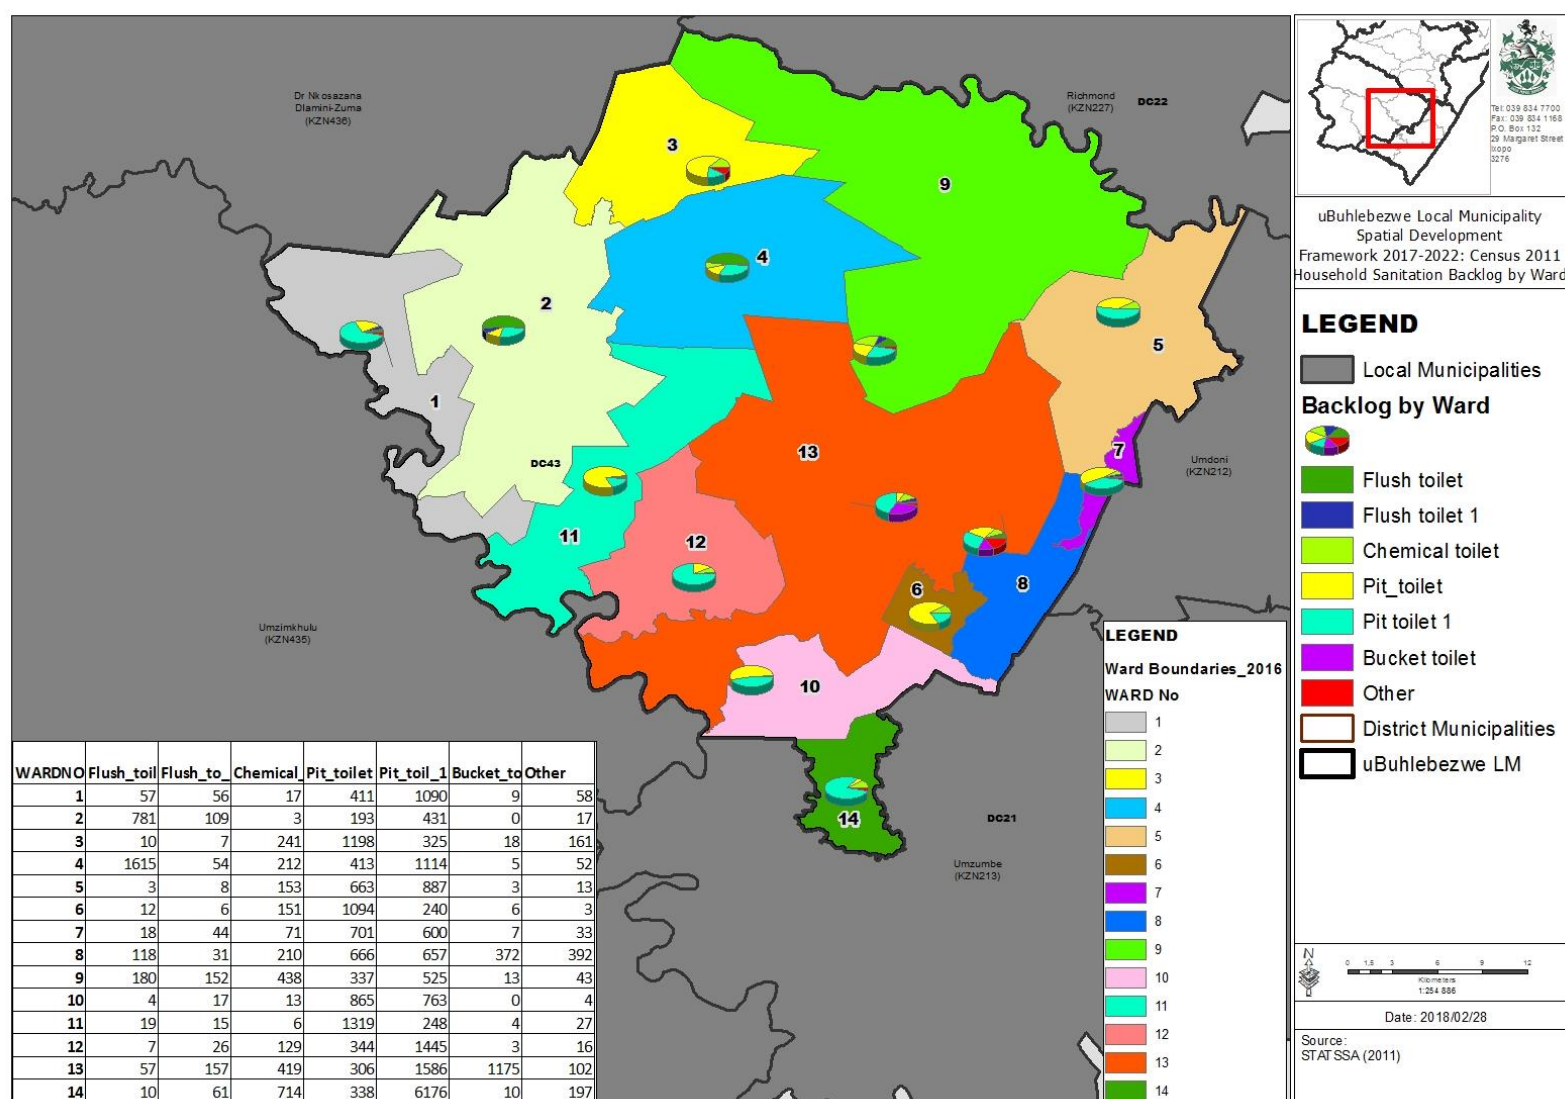 Dr Nkosazana
Dlamini-Zuma
(KZN436)
Richmond
(KZN227)
DC22
3
9
4
2
5
1
7
13
DC43
Umdoni
(KZN212)
11
12
8
6
Umzimkhulu
(KZN435)
10
14
DC21
Umzumbe
(KZN213)
WARDNO Flush_toil Flush_to_ Chemical_ Pit_toilet Pit_toil_1 Bucket_to Other
1 57 56 17 411 1090 9 58
2 781 109 3 193 431 0 17
3 10 7 241 1198 325 18 161
4 1615 54 212 413 1114 5 52
5 3 8 153 663 887 3 13
6 12 6 151 1094 240 6 3
7 18 44 71 701 600 7 33
8 118 31 210 666 657 372 392
9 180 152 438 337 525 13 43
10 4 17 13 865 763 0 4
11 19 15 6 1319 248 4 27
12 7 26 129 344 1445 3 16
13 57 157 419 306 1586 1175 102
14 10 61 714 338 6176 10 197
LEGEND
Ward Boundaries_2016
WARD No
1
2
3
4
5
6
7
8
9
10
11
12
13
14
Tel: 039 834 7700
Fax: 039 834 1168
P.O. Box 132
29 Margaret Street
Ixopo
3276
uBuhlebezwe Local Municipality
Spatial Development
Framework 2017-2022: Census 2011
Household Sanitation Backlog by Ward
LEGEND
Local Municipalities
Backlog by Ward
Flush toilet
Flush toilet 1
Chemical toilet
Pit_toilet
Pit toilet 1
Bucket toilet
Other
District Municipalities
uBuhlebezwe LM
N
0 1,5 3 6 9 12
Kilometers
1:254 886
Date: 2018/02/28
Source:
STATSSA (2011)